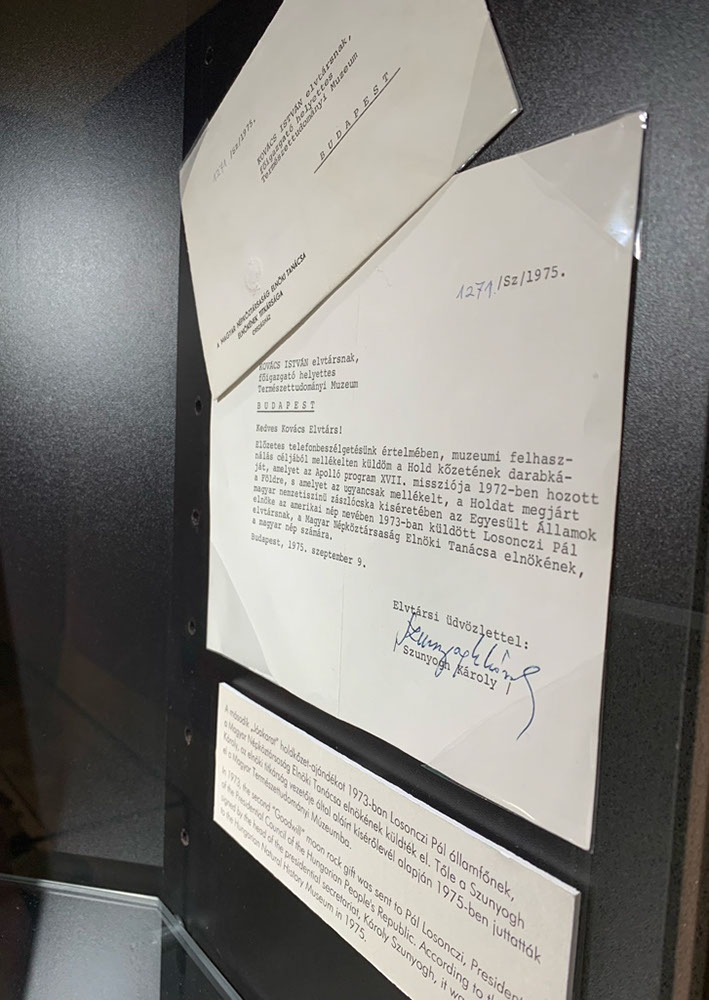 1271/Sz/1975.
KOVÁCS ISTVÁN elvtársnak,
főigazgató helyettes
Természettudományi Muzeum
BUDAPEST
A MAGYAR NÉPKÖZTÁRSASÁG ELNÖKI TANÁCSA
ELNÖKÉNEK TITKÁRSÁGA
ORSZÁGHÁZ
1271./Sz/1975.
KOVÁCS ISTVÁN elvtársnak,
főigazgató helyettes
Természettudományi Muzeum
BUDAPEST
Kedves Kovács Elvtárs!
Előzetes telefonbeszélgetésünk értelmében, muzeumi felhasz-
nálás céljából mellékelten küldöm a Hold kőzetének darabká-
ját, amelyet az Apolló program XVII. missziója 1972-ben hozott
a Földre, s amelyet az ugyancsak mellékelt, a Holdat megjárt
magyar nemzetiszinü zászlócska kiséretében az Egyesült Államok
elnöke az amerikai nép nevében 1973-ban küldött Losonczi Pál
elvtársnak, a Magyar Népköztársaság Elnöki Tanácsa elnökének,
a magyar nép számára.
Budapest, 1975. szeptember 9.
Elvtársi üdvözlettel:
/ Szunyogh Károly /
A második „Jóakarat” holdkőzet-ajándékot 1973-ban Losonczi Pál államfőnek,
a Magyar Népköztársaság Elnöki Tanácsa elnökének küldték el. Tőle a Szunyogh
Károly, az elnöki titkárság vezetője által aláírt kísérőlevél alapján 1975-ben juttatták
el a Magyar Természettudományi Múzeumba.
In 1973, the second "Goodwill" moon rock gift was sent to Pál Losonczi, President
of the Presidential Council of the Hungarian People's Republic. According to the
signed by the head of the presidential secretariat, Károly Szunyogh, it
to the Hungarian Natural History Museum in 1975.